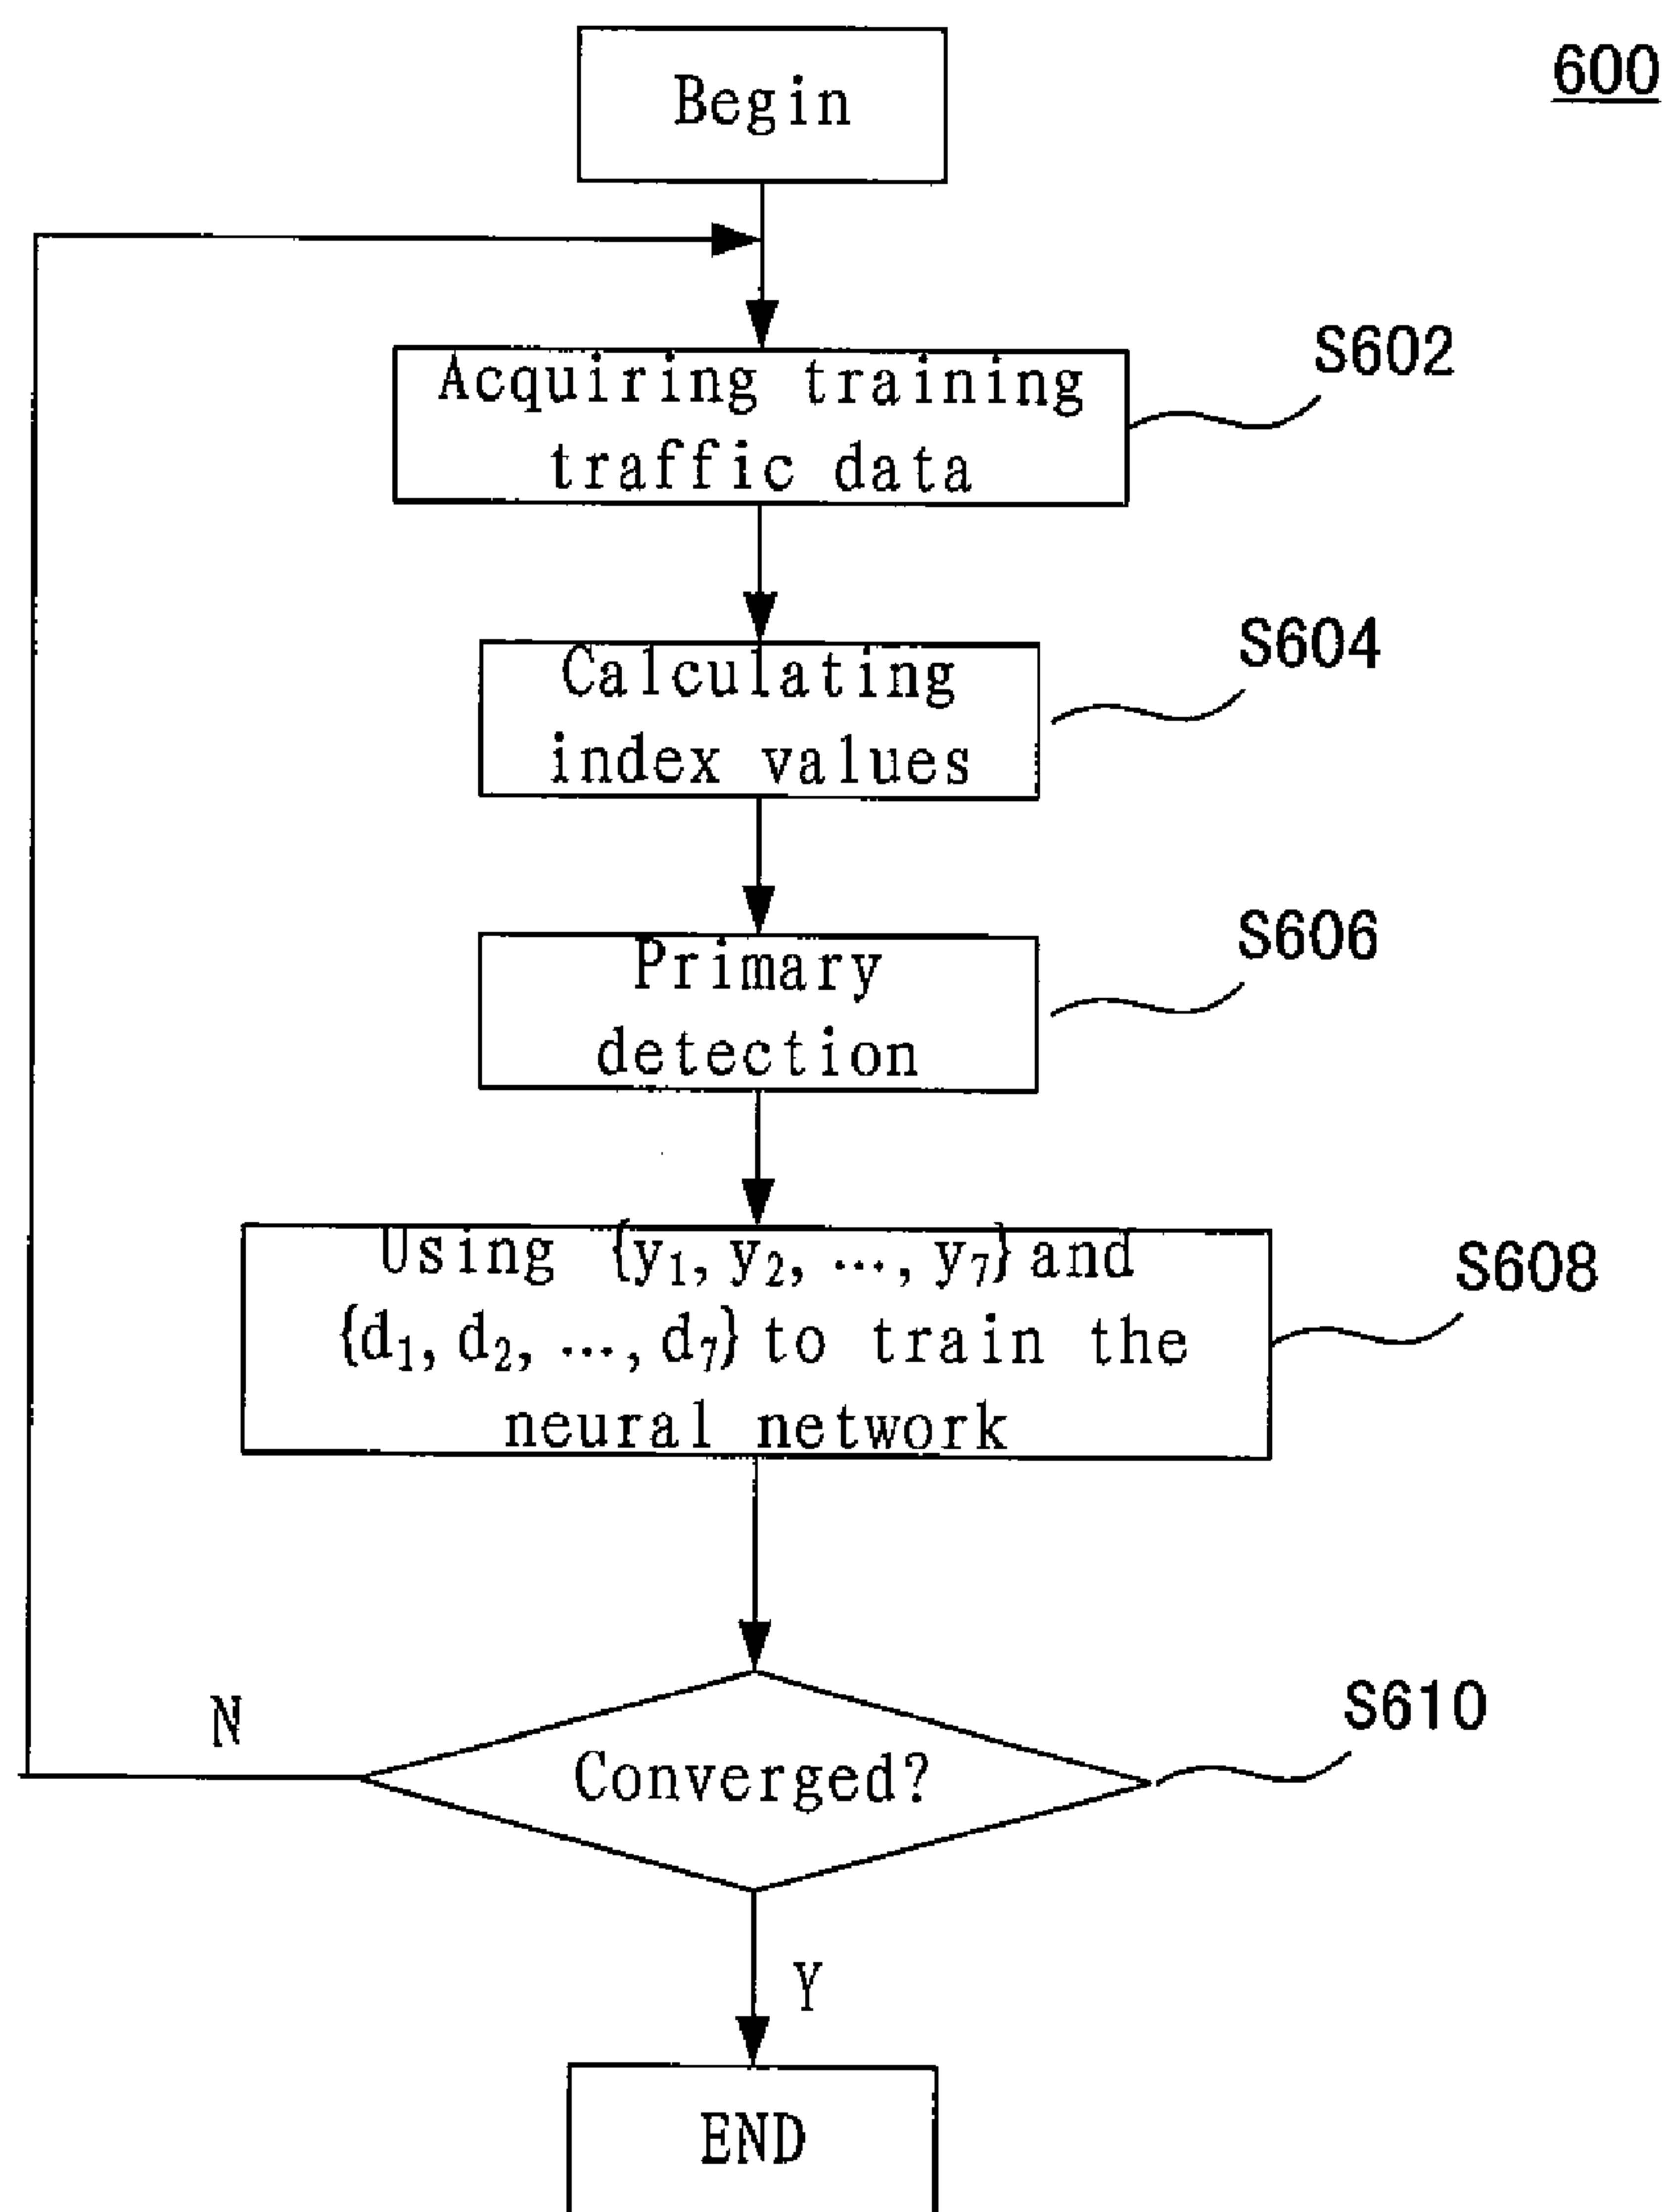 600
Begin
S602
Acquiring training
traffic data
S604
Calculating
index values
S606
Primary
detection
S608
Using {y₁, y₂, …, y₇} and
{d₁, d₂, …, d₇} to train the
neural network
S610
N
Converged?
Y
END